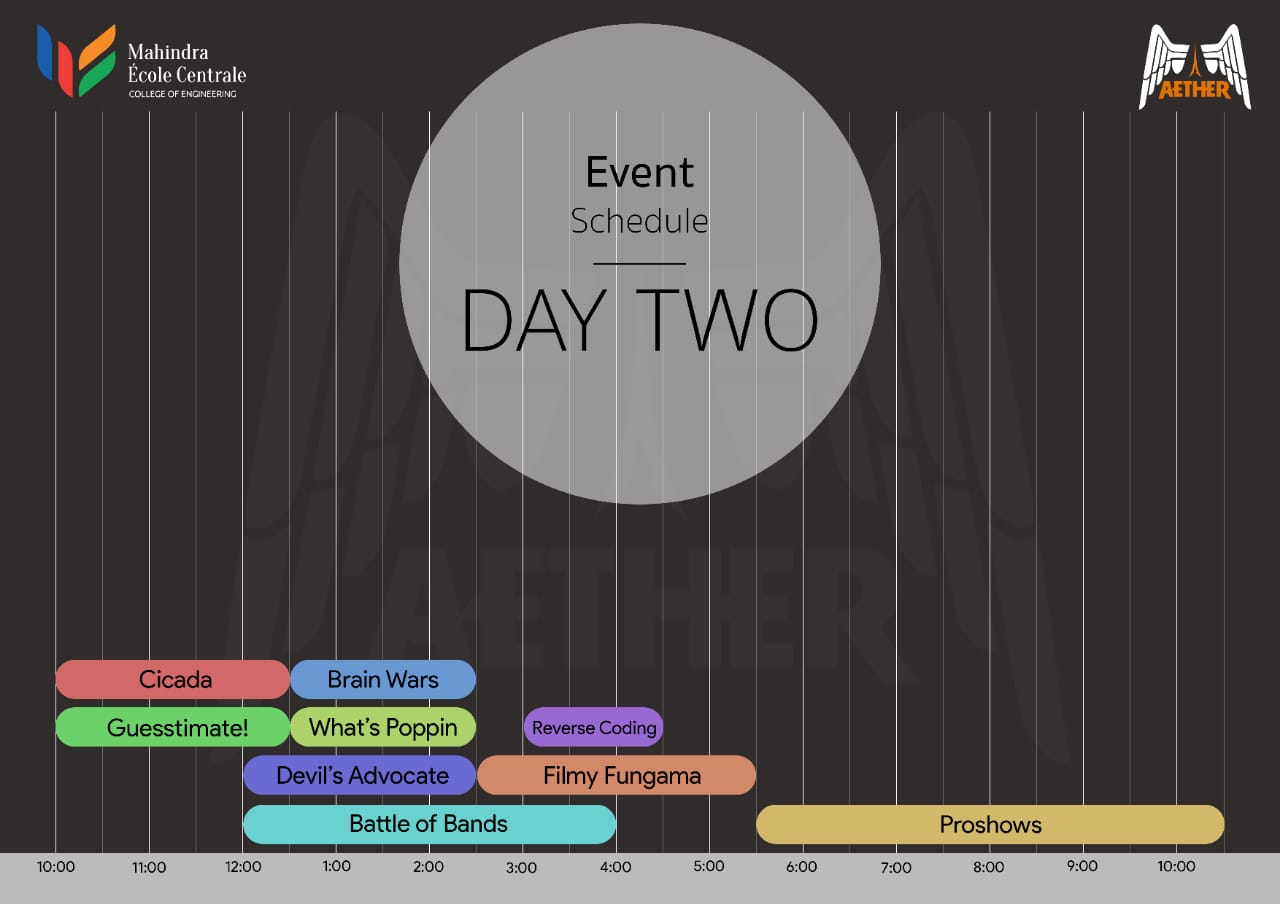 Mahindra
École Centrale
COLLEGE OF ENGINEERING
AETHER
Event
Schedule
DAY TWO
AETHER
Cicada
Brain Wars
Guesstimate!
What's Poppin
Reverse Coding
Devil's Advocate
Filmy Fungama
Battle of Bands
Proshows
10:00 11:00 12:00 1:00 2:00 3:00 4:00 5:00 6:00 7:00 8:00 9:00 10:00